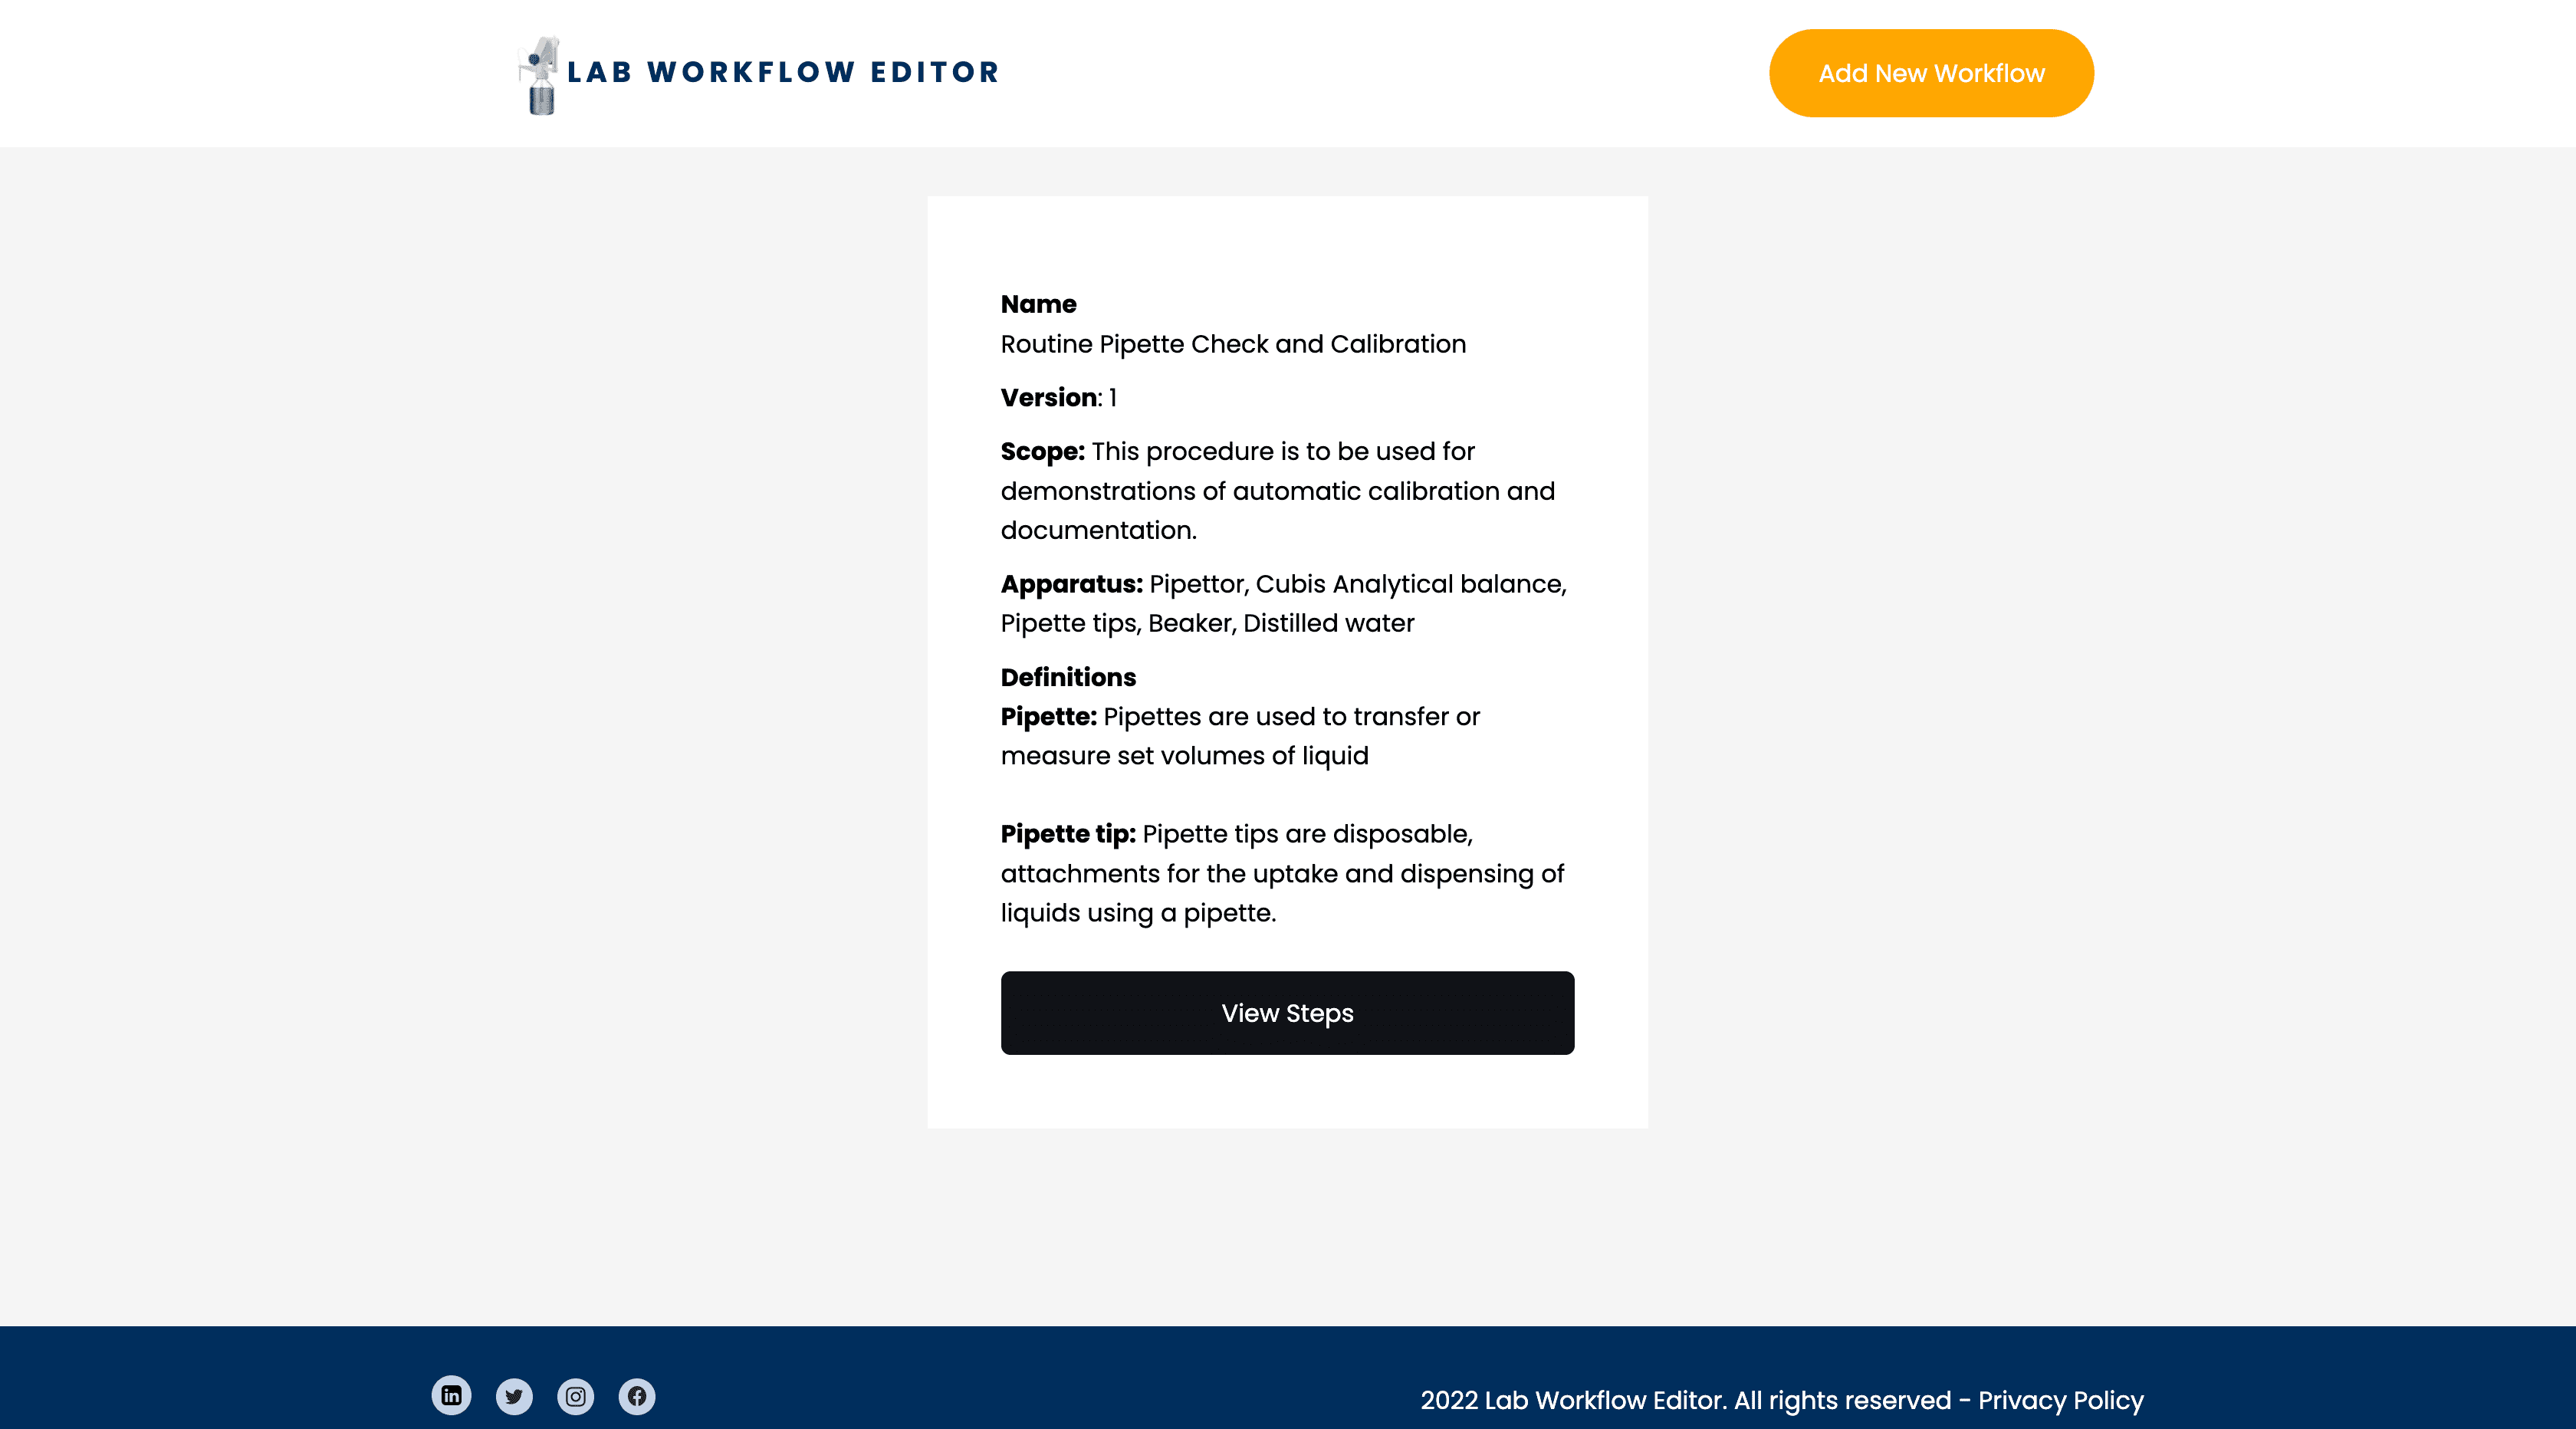 LAB WORKFLOW EDITOR
Add New Workflow
Name
Routine Pipette Check and Calibration
Version: 1
Scope: This procedure is to be used for
demonstrations of automatic calibration and
documentation.
Apparatus: Pipettor, Cubis Analytical balance,
Pipette tips, Beaker, Distilled water
Definitions
Pipette: Pipettes are used to transfer or
measure set volumes of liquid
Pipette tip: Pipette tips are disposable,
attachments for the uptake and dispensing of
liquids using a pipette.
View Steps
2022 Lab Workflow Editor. All rights reserved - Privacy Policy